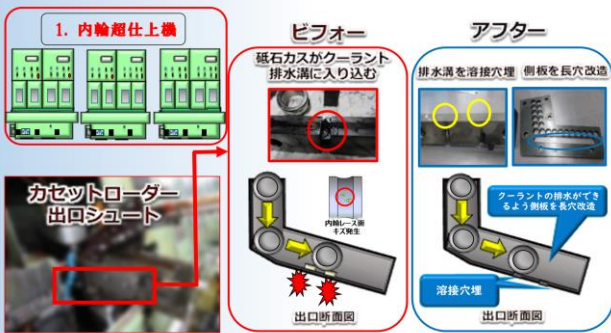 1. 内輪超仕上機
カセットローダー
出口シュート
ビフォー
砥石カスがクーラント
排水溝に入り込む
内輪レース面
キズ発生
出口断面図
アフター
排水溝を溶接穴埋
側板を長穴改造
クーラントの排水ができ
るよう側板を長穴改造
溶接穴埋
出口断面図